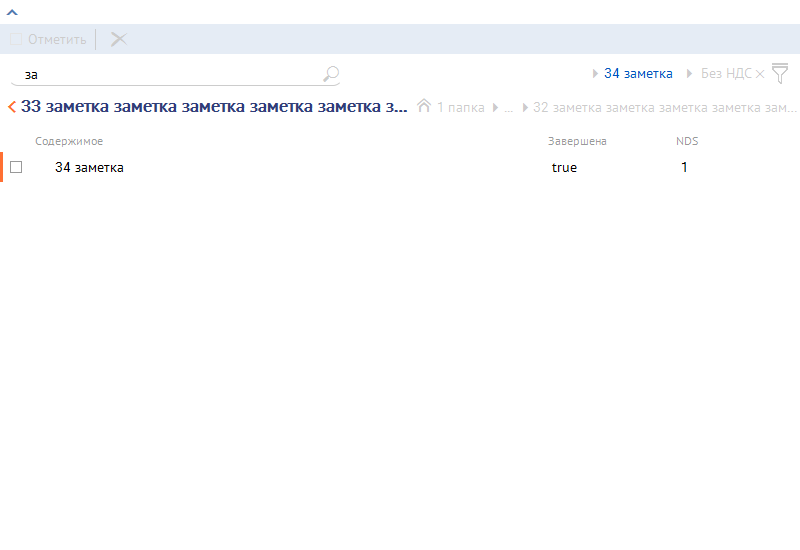 Отметить
за
34 заметка
Без НДС
33 заметка заметка заметка заметка заметка з...
1 папка ... 32 заметка заметка заметка заметка зам...
Содержимое Завершена NDS
34 заметка true 1